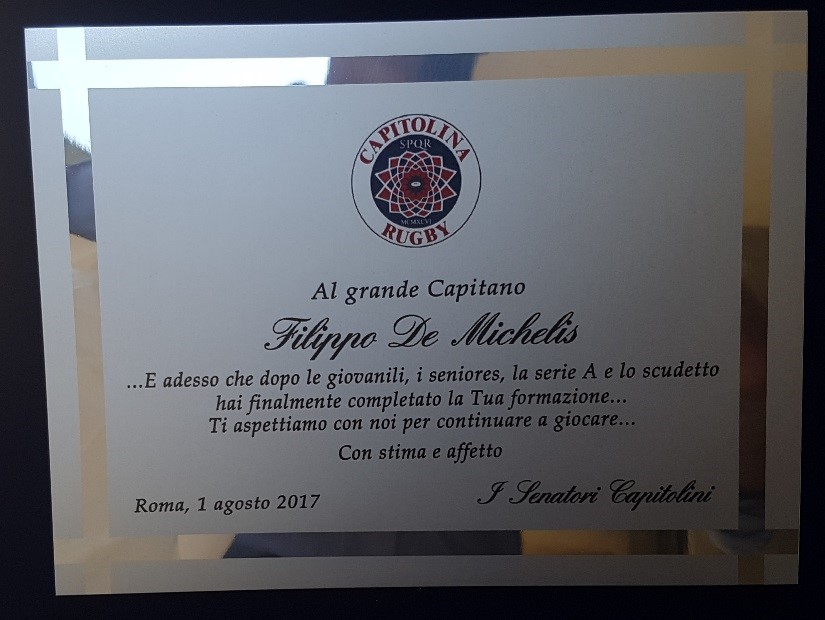 CAPITOLINA
SPQR
MCMXCVI
RUGBY
Al grande Capitano
Filippo De Michelis
...E adesso che dopo le giovanili, i seniores, la serie A e lo scudetto
hai finalmente completato la Tua formazione...
Ti aspettiamo con noi per continuare a giocare...
Con stima e affetto
Roma, 1 agosto 2017
I Senatori Capitolini